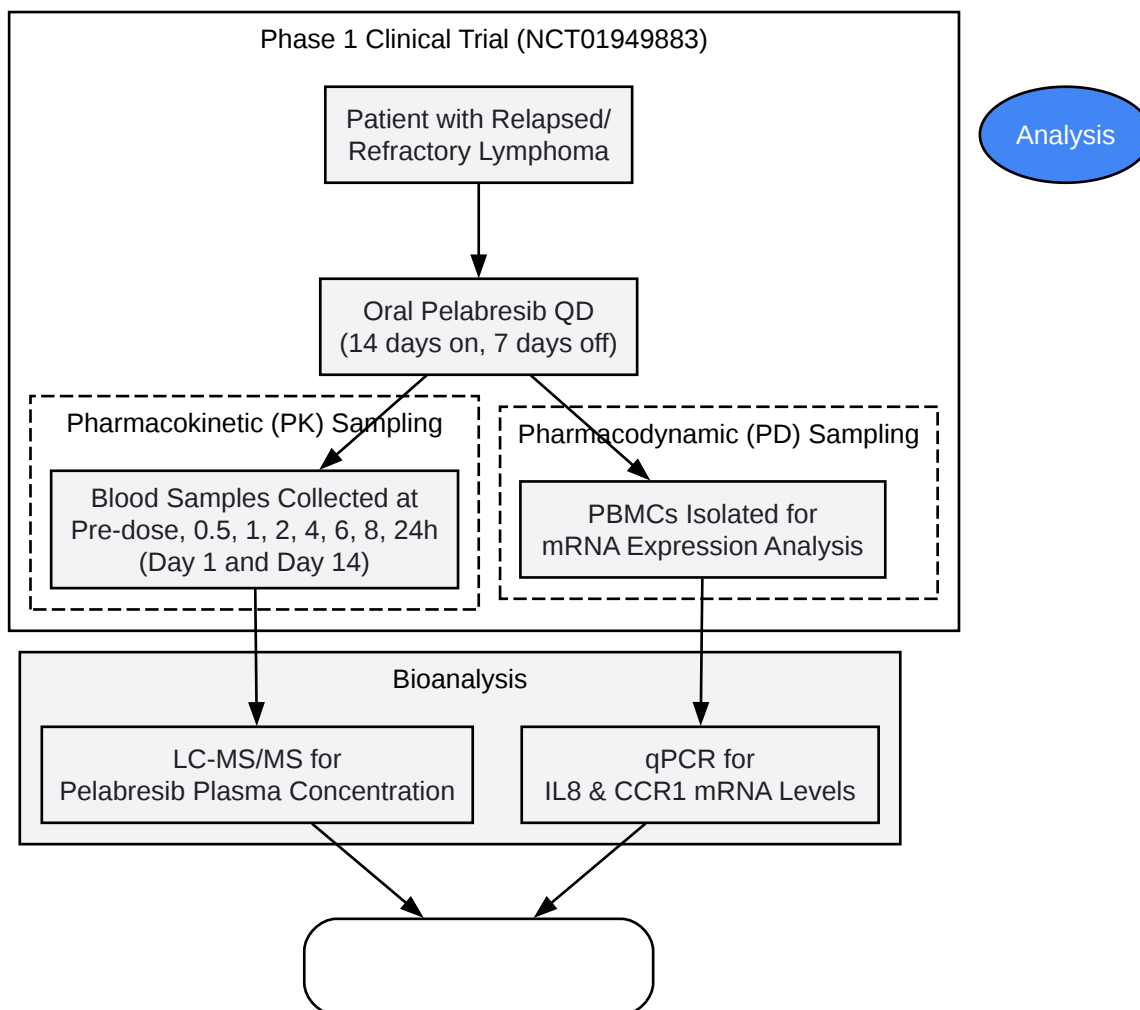 Phase 1 Clinical Trial (NCT01949883)
Patient with Relapsed/
Refractory Lymphoma
Analysis
Oral Pelabresib QD
(14 days on, 7 days off)
Pharmacokinetic (PK) Sampling
Pharmacodynamic (PD) Sampling
Blood Samples Collected at
Pre-dose, 0.5, 1, 2, 4, 6, 8, 24h
(Day 1 and Day 14)
PBMCs Isolated for
mRNA Expression Analysis
Bioanalysis
LC-MS/MS for
Pelabresib Plasma Concentration
qPCR for
IL8 & CCR1 mRNA Levels